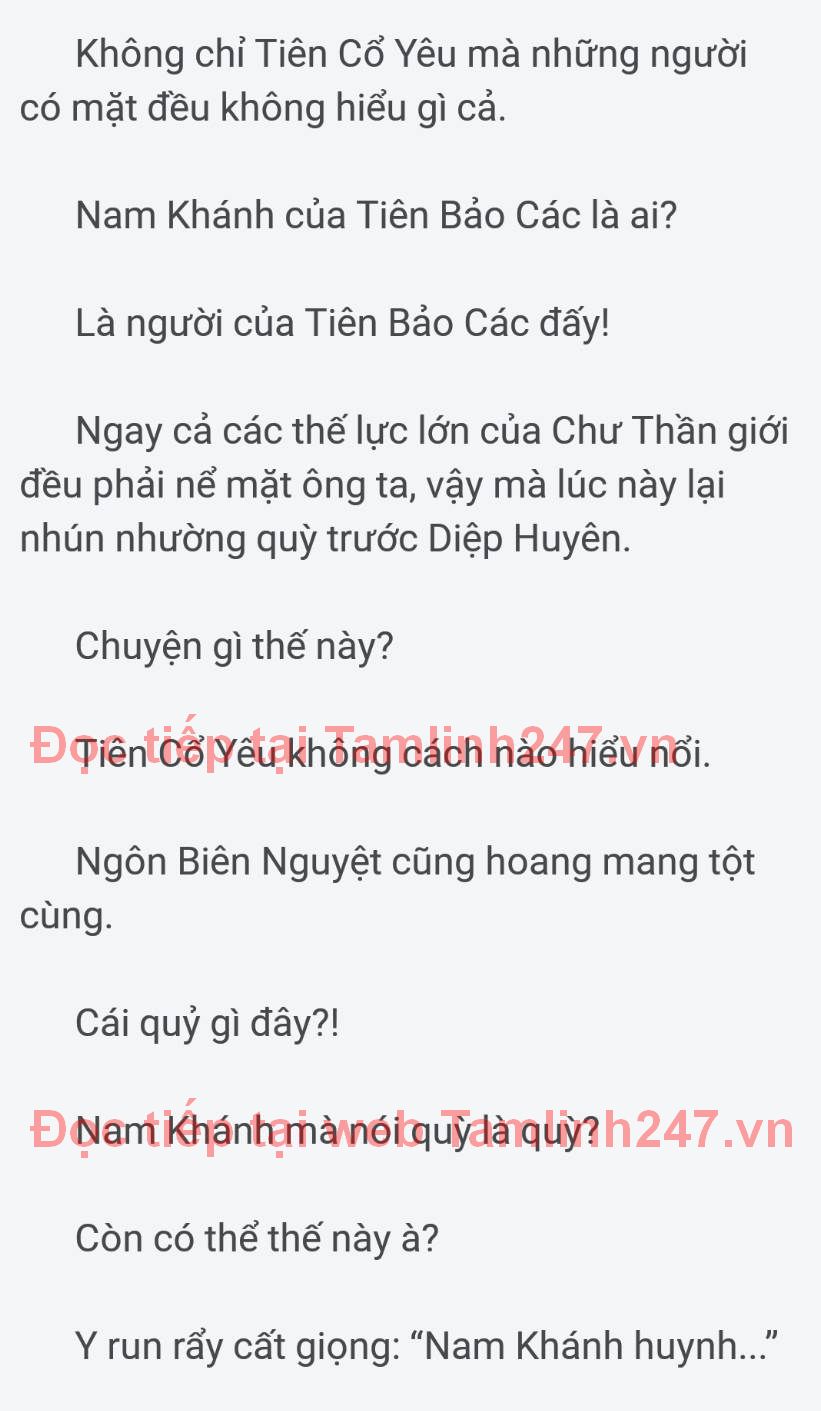 Không chỉ Tiên Cổ Yêu mà những người
có mặt đều không hiểu gì cả.
Nam Khánh của Tiên Bảo Các là ai?
Là người của Tiên Bảo Các đấy!
Ngay cả các thế lực lớn của Chư Thần giới
đều phải nể mặt ông ta, vậy mà lúc này lại
nhún nhường quỳ trước Diệp Huyên.
Chuyện gì thế này?
Đọc tiếp tại Tamlinh247.vn
Tiên Cổ Yêu không cách nào hiểu nổi.
Ngôn Biên Nguyệt cũng hoang mang tột
cùng.
Cái quỷ gì đây?!
Đọc tiếp tại web Tamlinh247.vn
Nam Khánh mà nói quỳ là quỳ?
Còn có thể thế này à?
Y run rẩy cất giọng: “Nam Khánh huynh...”